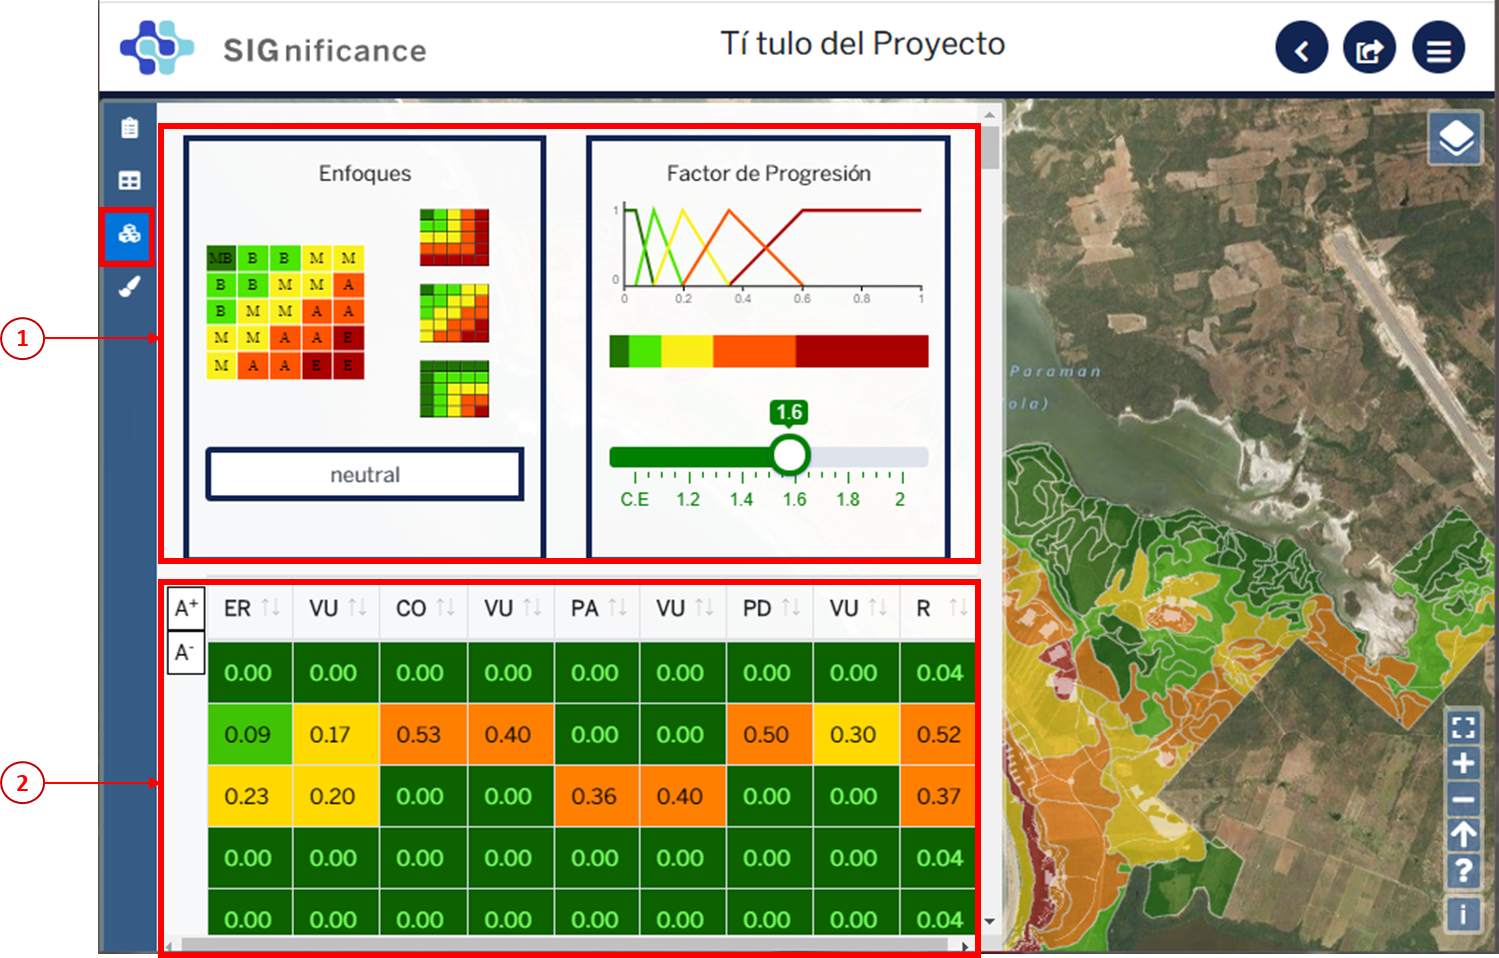 SIGnificance
Tí tulo del Proyecto
Enfoques
MB B B M M
B B M M A
B M M A A
M M A A E
M A A E E
neutral
Factor de Progresión
1
0
0 0.2 0.4 0.6 0.8 1
1.6
C.E 1.2 1.4 1.6 1.8 2
1
Paraman
ola)
A+
A-
ER VU CO VU PA VU PD VU R
0.00 0.00 0.00 0.00 0.00 0.00 0.00 0.00 0.04
0.09 0.17 0.53 0.40 0.00 0.00 0.50 0.30 0.52
0.23 0.20 0.00 0.00 0.36 0.40 0.00 0.00 0.37
0.00 0.00 0.00 0.00 0.00 0.00 0.00 0.00 0.04
0.00 0.00 0.00 0.00 0.00 0.00 0.00 0.00 0.04
2
+
-
?
i